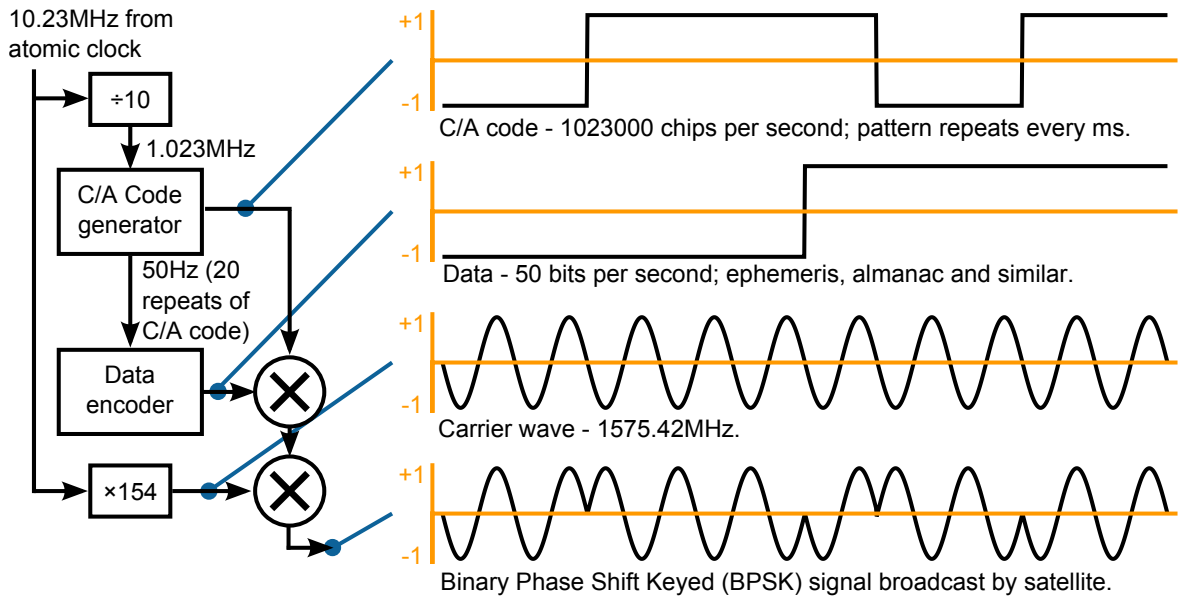 10.23MHz from
atomic clock
÷10
1.023MHz
C/A Code
generator
50Hz (20
repeats of
C/A code)
Data
encoder
×154
+1
-1
C/A code - 1023000 chips per second; pattern repeats every ms.
+1
-1
Data - 50 bits per second; ephemeris, almanac and similar.
+1
-1
Carrier wave - 1575.42MHz.
+1
-1
Binary Phase Shift Keyed (BPSK) signal broadcast by satellite.